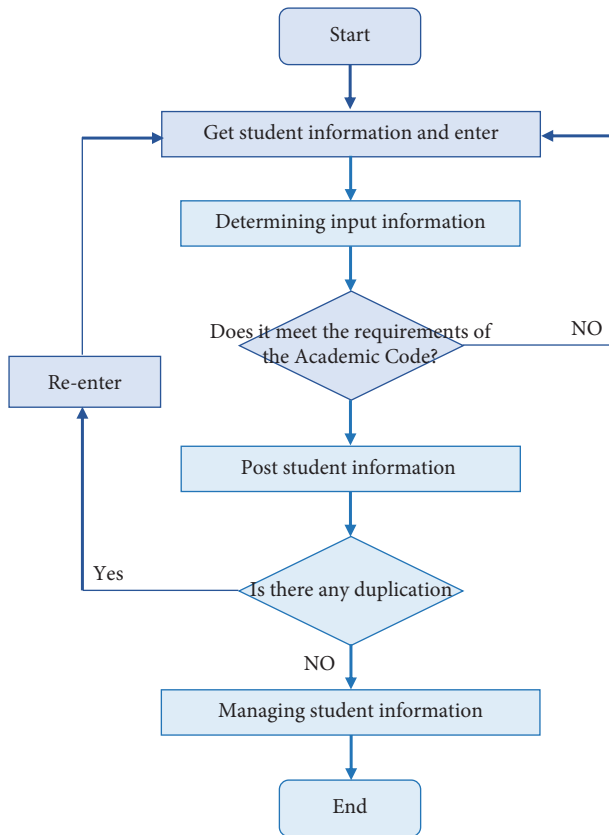 Start
Get student information and enter
Determining input information
Does it meet the requirements of
the Academic Code?
NO
Re-enter
Post student information
Yes
Is there any duplication
NO
Managing student information
End